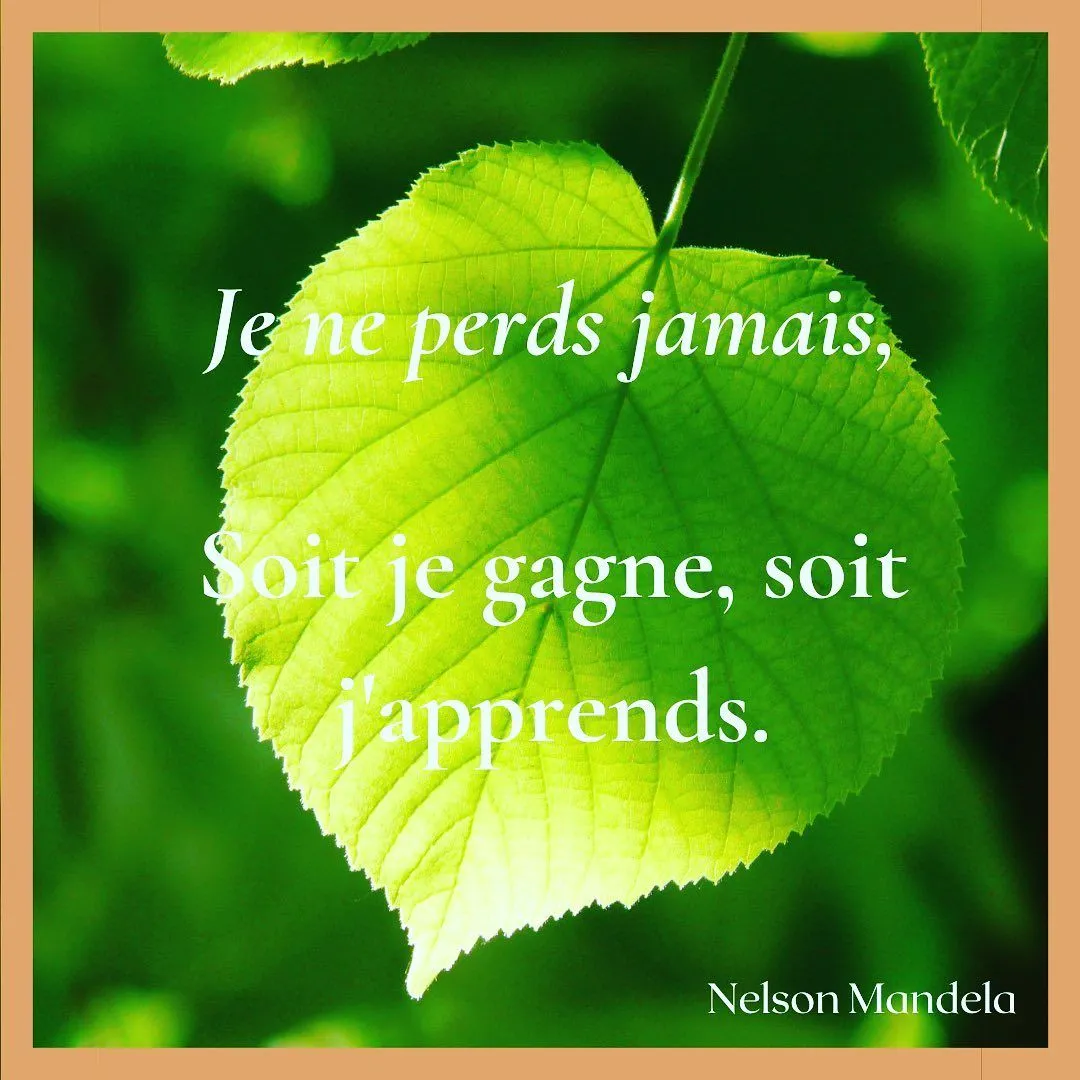 Je ne perds jamais,
Soit je gagne, soit
j'apprends.
Nelson Mandela